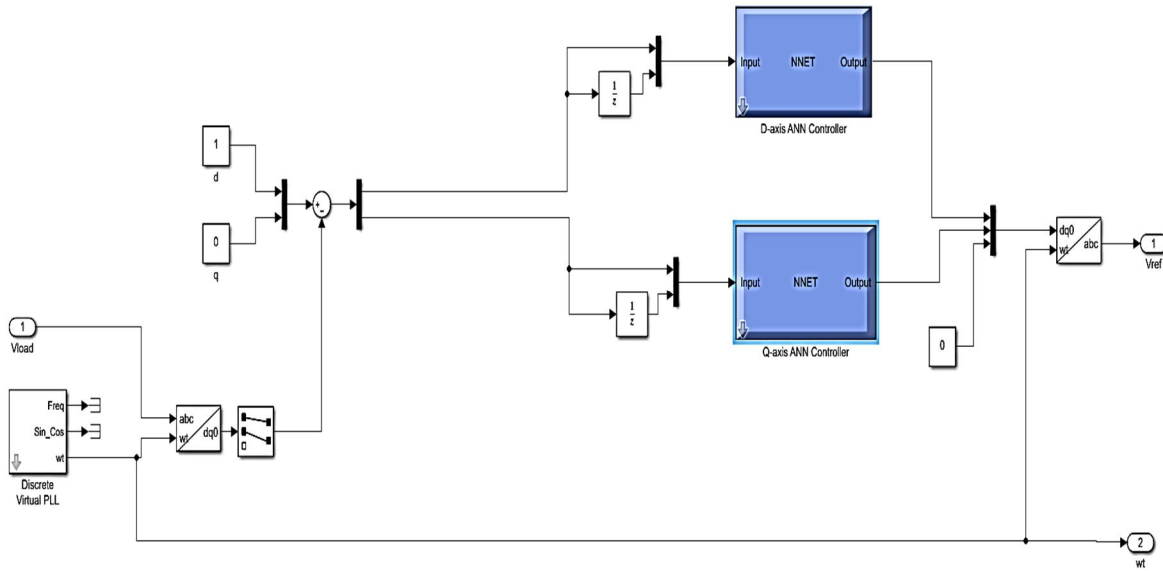 Input
NNET
Output
1
z
D-axis ANN Controller
1
d
0
q
+
-
Input
NNET
Output
1
z
Q-axis ANN Controller
0
dq0
wt
abc
1
Vref
1
Vload
Freq
Sin_Cos
wt
Discrete
Virtual PLL
abc
wt
dq0
2
wt